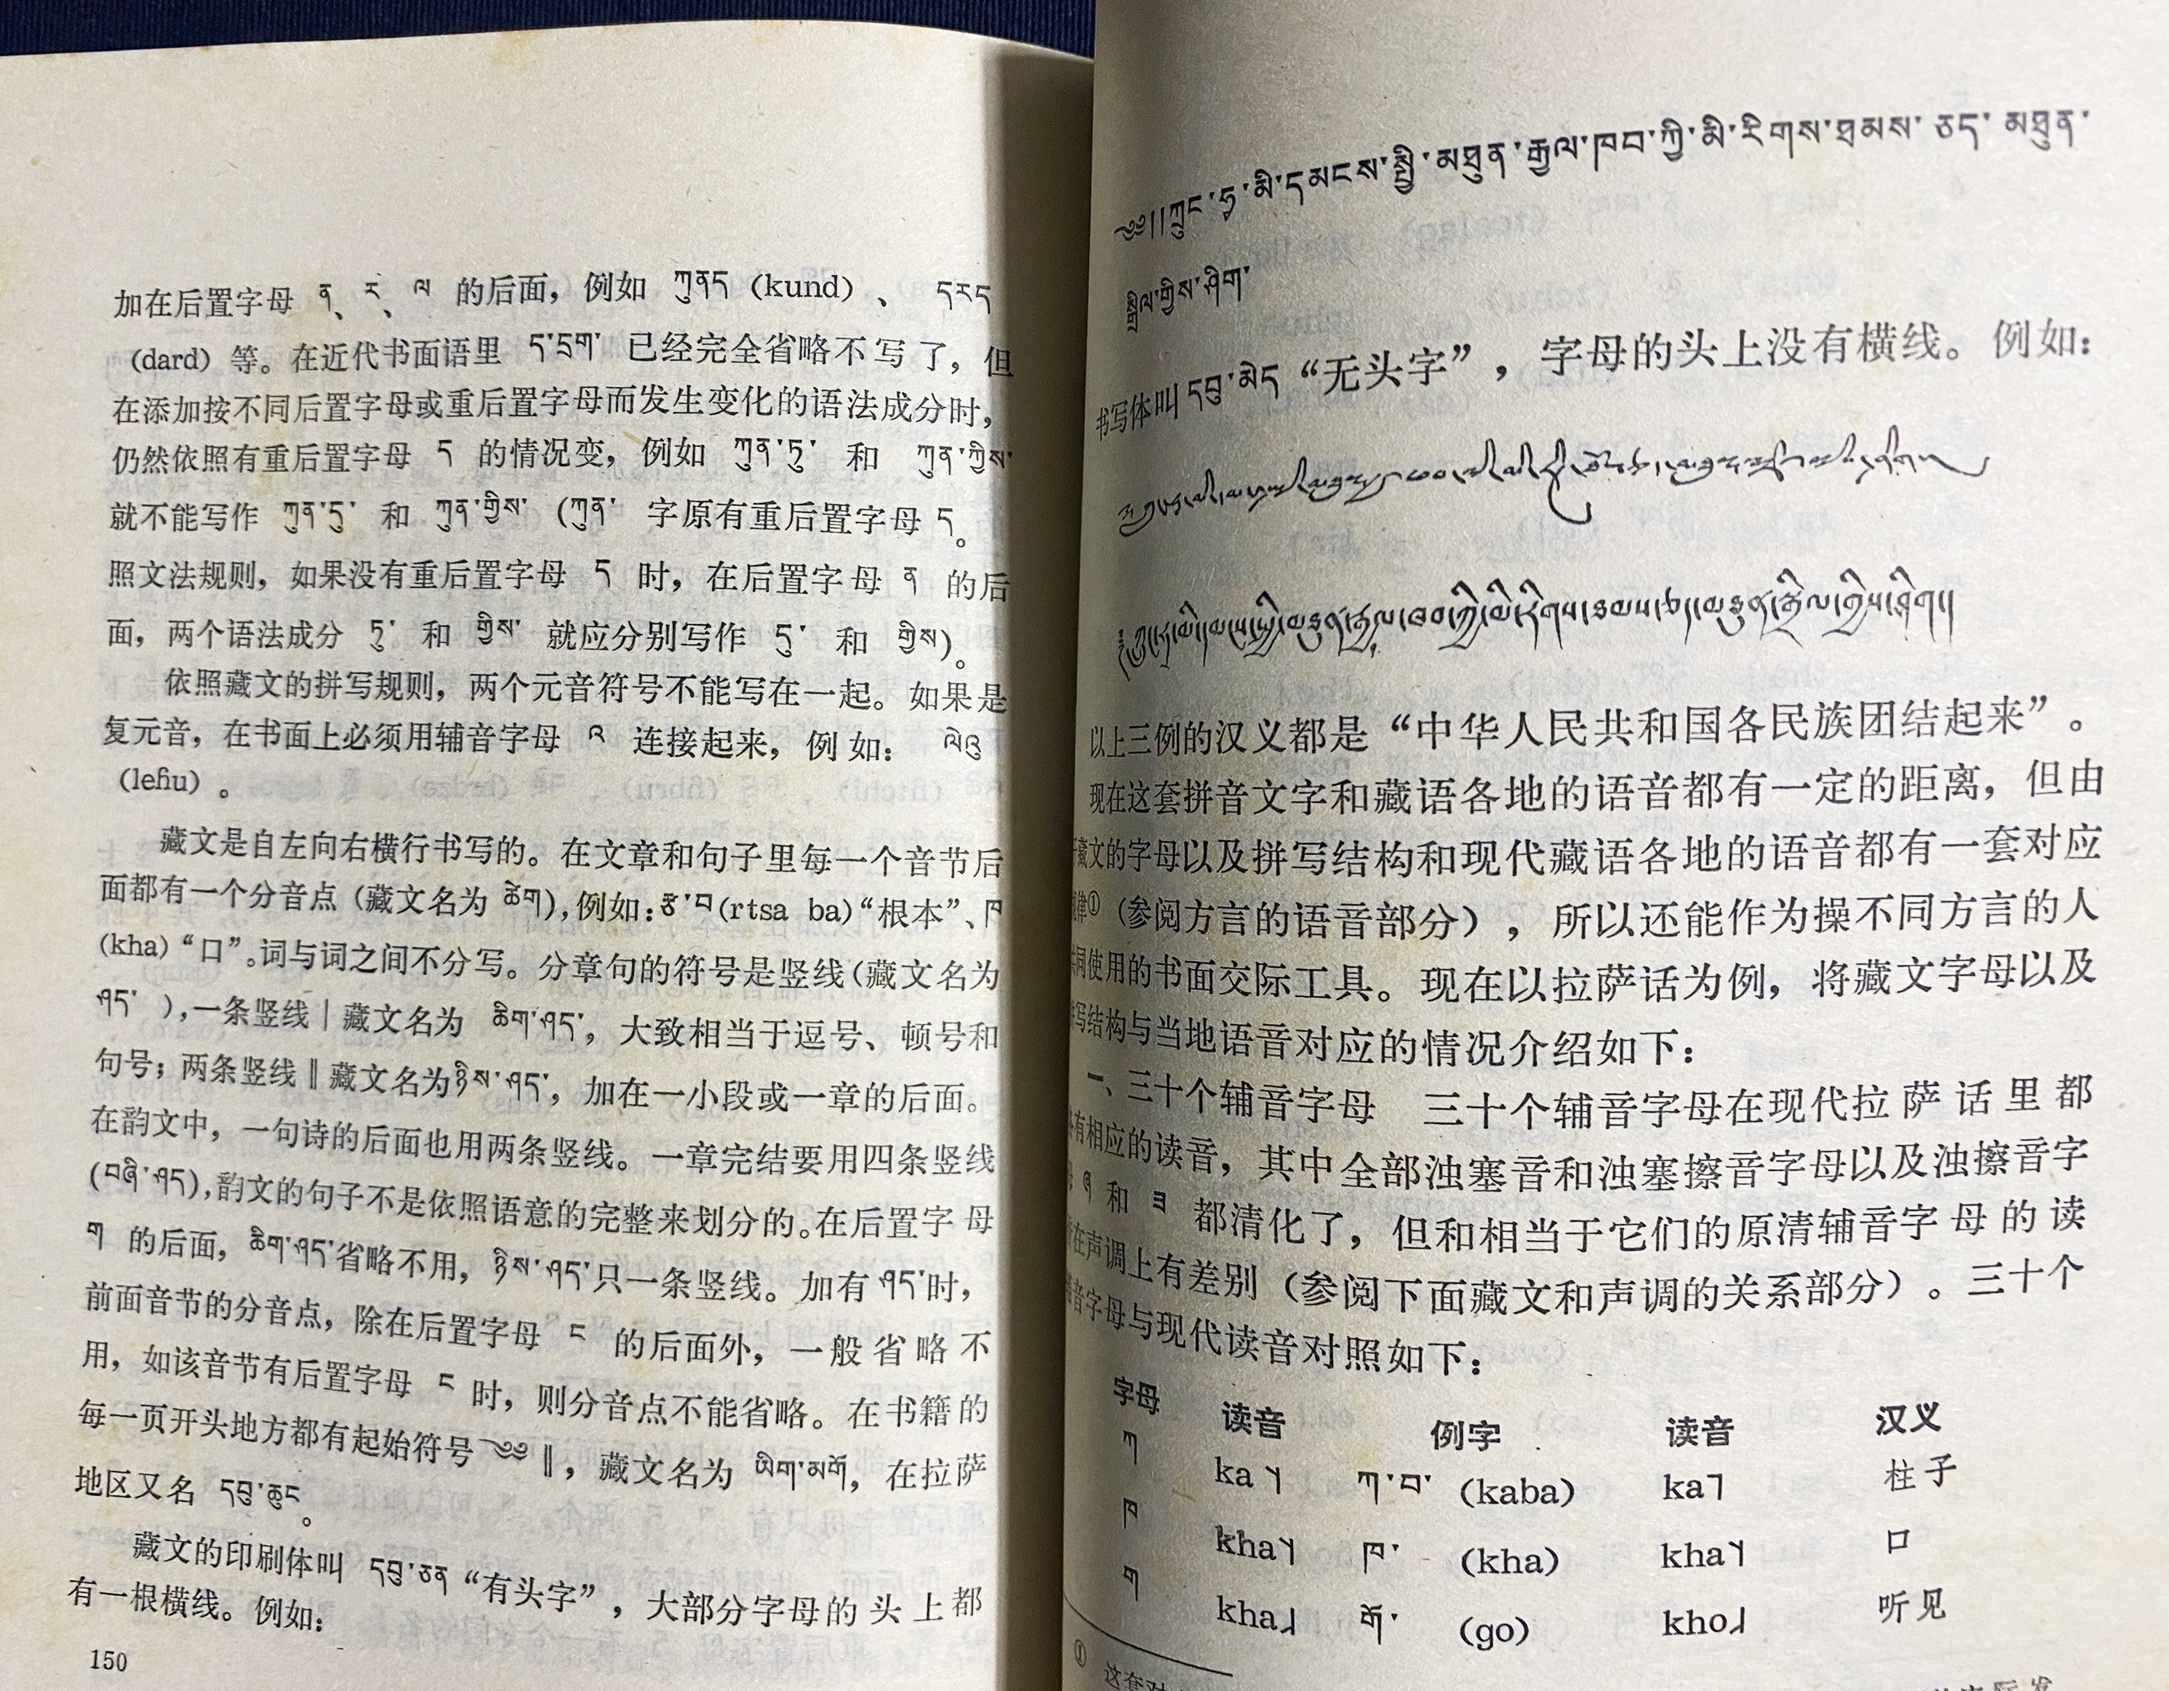 加在后置字母 ན、ར、ལ 的后面，例如 ཀུནད (kund)、 དརད
(dard) 等。在近代书面语里 ད་དྲག་ 已经完全省略不写了，但
在添加按不同后置字母或重后置字母而发生变化的语法成分时，
仍然依照有重后置字母 ད 的情况变，例如 ཀུན་ཏུ་ 和 ཀུན་ཀྱིས་
就不能写作 ཀུན་དུ་ 和 ཀུན་གྱིས་ (ཀུན་ 字原有重后置字母 ད。
照文法规则，如果没有重后置字母 ད 时，在后置字母 ན 的后
面，两个语法成分 ཏུ་ 和 གྱིས་ 就应分别写作 དུ་ 和 གྱིས)。
依照藏文的拼写规则，两个元音符号不能写在一起。如果是
复元音，在书面上必须用辅音字母 འ 连接起来，例如： ལེའུ
(leɦu)。
藏文是自左向右横行书写的。在文章和句子里每一个音节后
面都有一个分音点 (藏文名为 ཚེག)，例如：རྩ་བ(rtsa ba)“根本”、ཁ
(kha)“口”。词与词之间不分写。分章句的符号是竖线(藏文名为
ཤད་ )，一条竖线 | 藏文名为 ཆིག་ཤད་，大致相当于逗号、顿号和
句号；两条竖线 ‖ 藏文名为ཉིས་ཤད་，加在一小段或一章的后面。
在韵文中，一句诗的后面也用两条竖线。一章完结要用四条竖线
(བཞི་ཤད)，韵文的句子不是依照语意的完整来划分的。在后置字母
ག 的后面，ཆིག་ཤད་省略不用，ཉིས་ཤད་只一条竖线。加有ཤད་时，
前面音节的分音点，除在后置字母 ང 的后面外，一般省略不
用，如该音节有后置字母 ང 时，则分音点不能省略。在书籍的
每一页开头地方都有起始符号 ༄༅ ‖，藏文名为 ཡིག་མགོ，在拉萨
地区又名 དབུ་ཆུང。
藏文的印刷体叫 དབུ་ཅན “有头字”，大部分字母的头上都
有一根横线。例如：
150
༄༅།།ཀྲུང་ཧྭ་མི་དམངས་སྤྱི་མཐུན་རྒྱལ་ཁབ་ཀྱི་མི་རིགས་ཐམས་ཅད་མཐུན་
སྒྲིལ་གྱིས་ཤིག་
书写体叫 དབུ་མེད “无头字”，字母的头上没有横线。例如：
以上三例的汉义都是“中华人民共和国各民族团结起来”。
现在这套拼音文字和藏语各地的语音都有一定的距离，但由
于藏文的字母以及拼写结构和现代藏语各地的语音都有一套对应
规律① (参阅方言的语音部分)，所以还能作为操不同方言的人
共同使用的书面交际工具。现在以拉萨话为例，将藏文字母以及
拼写结构与当地语音对应的情况介绍如下：
一、三十个辅音字母 三十个辅音字母在现代拉萨话里都
有相应的读音，其中全部浊塞音和浊塞擦音字母以及浊擦音字
母 ཞ 和 ཟ 都清化了，但和相当于它们的原清辅音字母的读
在声调上有差别 (参阅下面藏文和声调的关系部分)。三十个
音字母与现代读音对照如下：
字母 读音 例字 读音 汉义
ཀ ka˥˧ ཀ་བ་ (kaba) ka˥ 柱子
ཁ kha˥˧ ཁ་ (kha) kha˥˧ 口
ག kha˩˧ གོ་ (go) kho˩˧ 听见
① 这套对